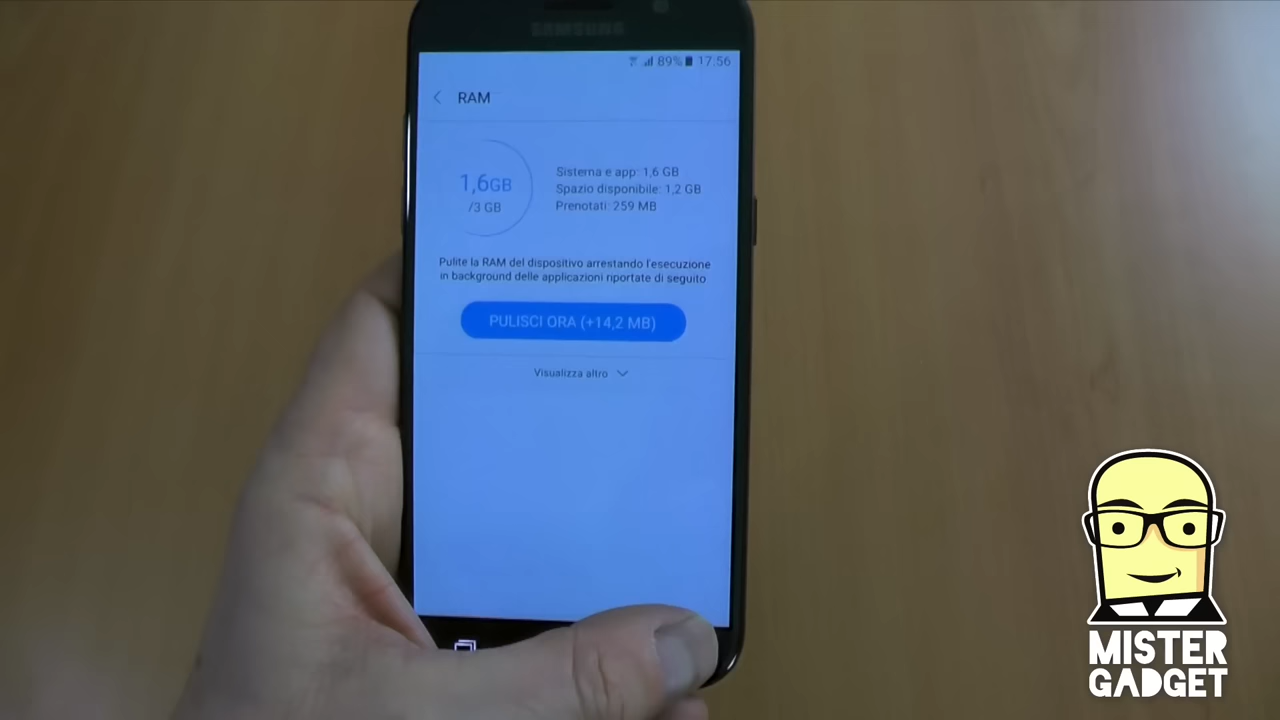 SAMSUNG
89% 17:56
RAM
1,6GB
/3 GB
Sistema e app: 1,6 GB
Spazio disponibile: 1,2 GB
Prenotati: 259 MB
Pulite la RAM del dispositivo arrestando l'esecuzione
in background delle applicazioni riportate di seguito
PULISCI ORA (+14,2 MB)
Visualizza altro
MISTER
GADGET